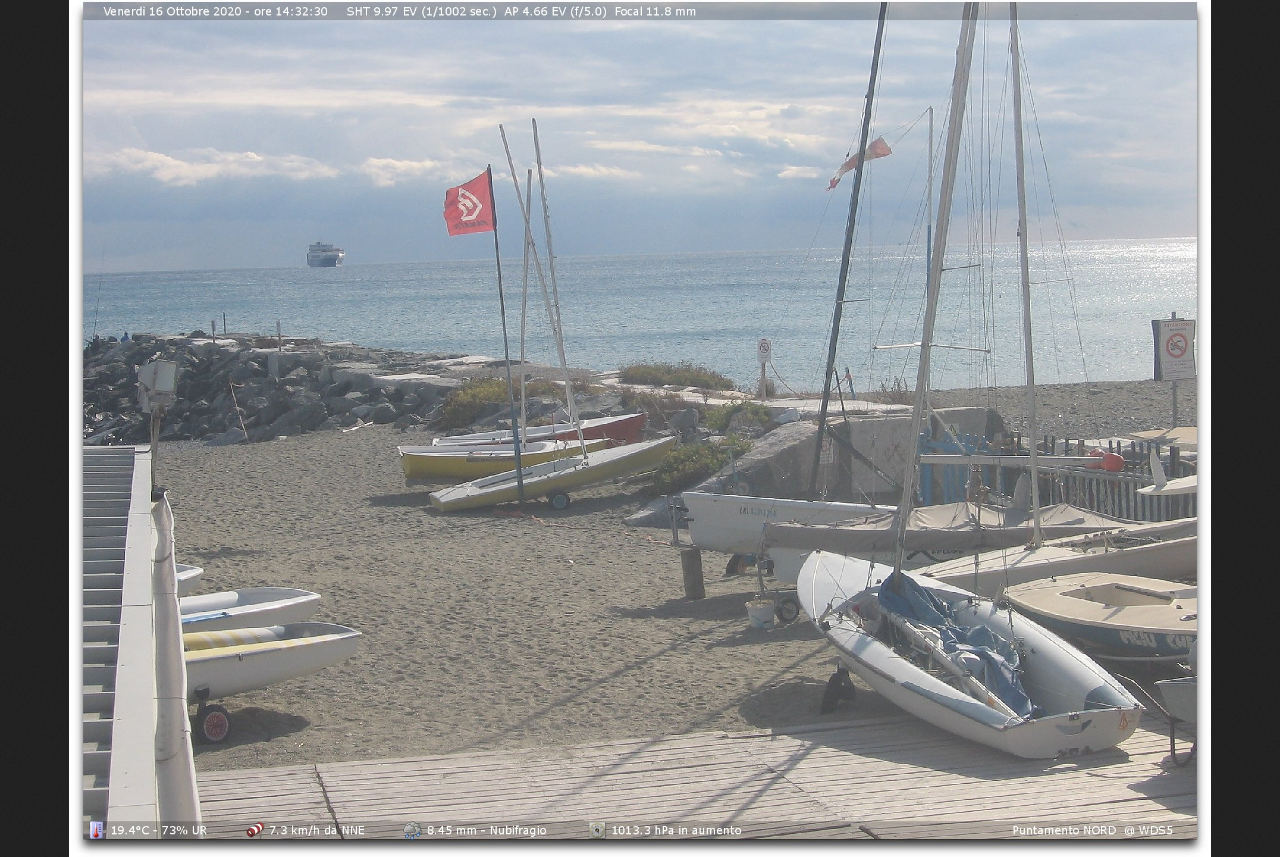 Venerdi 16 Ottobre 2020 - ore 14:32:30 SHT 9.97 EV (1/1002 sec.) AP 4.66 EV (f/5.0) Focal 11.8 mm
19.4°C - 73% UR 7.3 km/h da NNE 8.45 mm - Nubifragio 1013.3 hPa in aumento Puntamento NORD @ WDS5